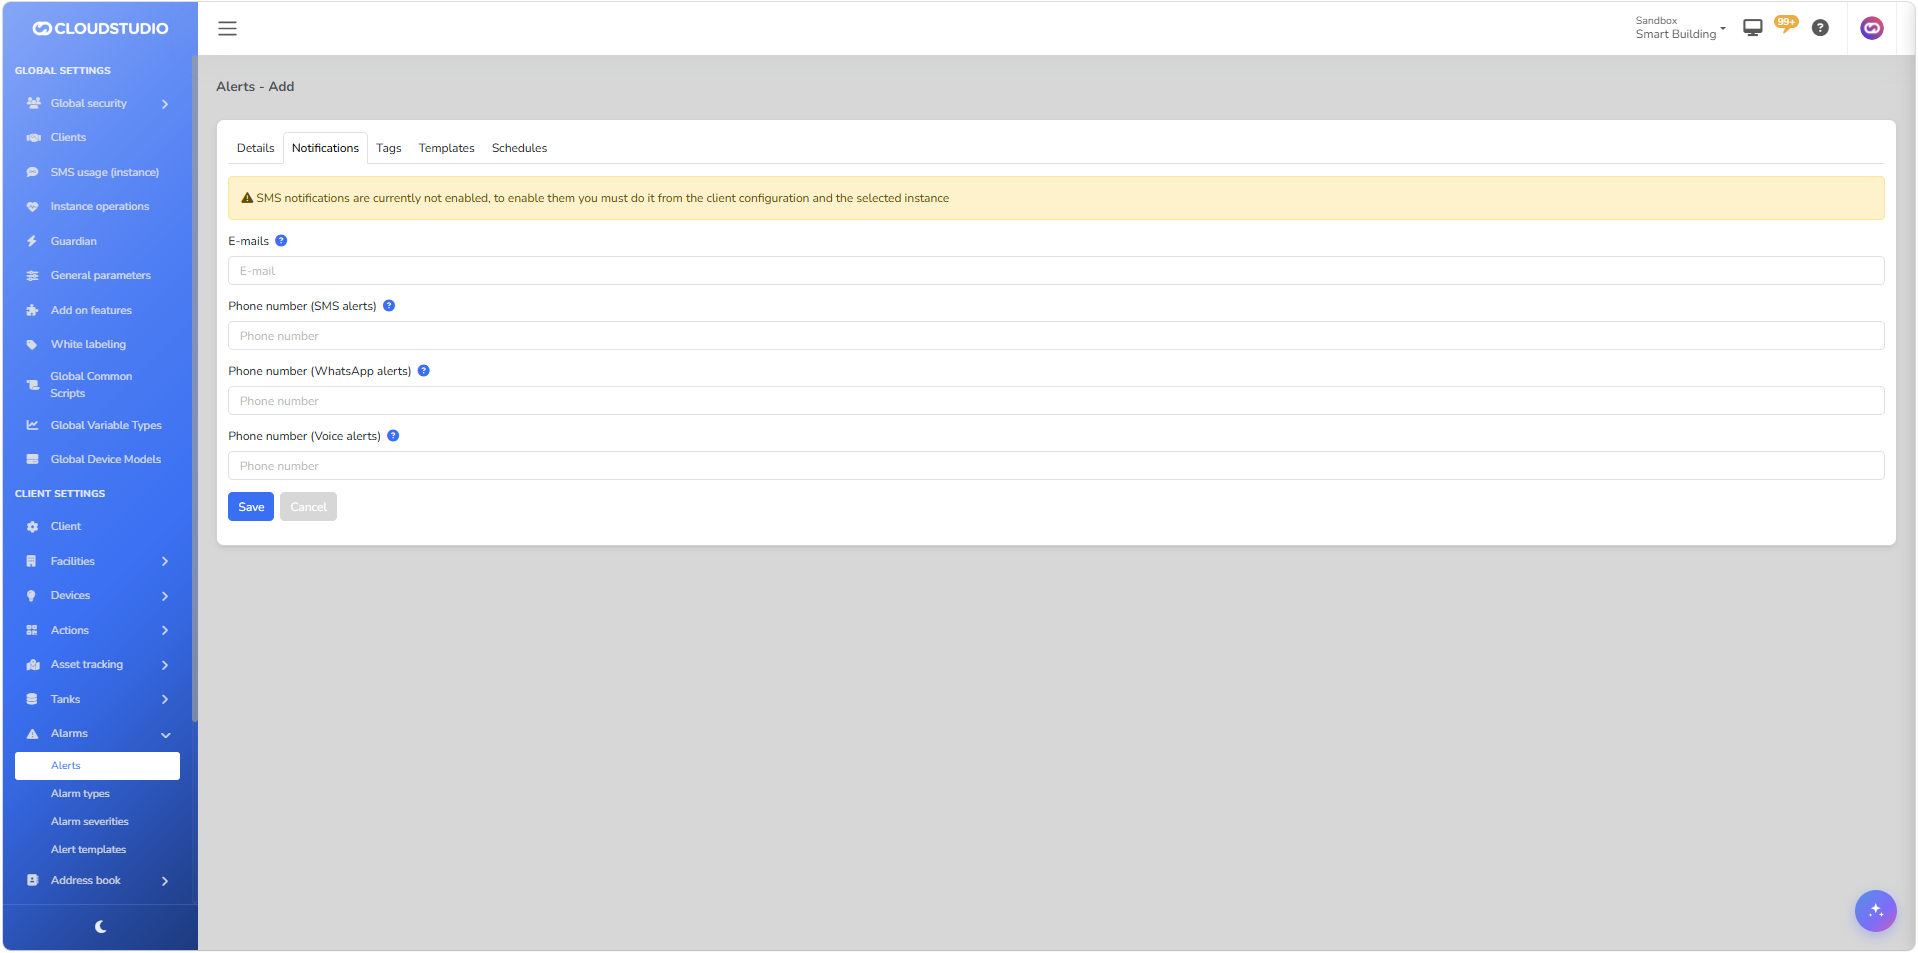 CLOUDSTUDIO
Sandbox
Smart Building
99+
?
GLOBAL SETTINGS
Global security
Clients
SMS usage (instance)
Instance operations
Guardian
General parameters
Add on features
White labeling
Global Common
Scripts
Global Variable Types
Global Device Models
CLIENT SETTINGS
Client
Facilities
Devices
Actions
Asset tracking
Tanks
Alarms
Alerts
Alarm types
Alarm severities
Alert templates
Address book
Alerts - Add
Details Notifications Tags Templates Schedules
SMS notifications are currently not enabled, to enable them you must do it from the client configuration and the selected instance
E-mails ?
E-mail
Phone number (SMS alerts) ?
Phone number
Phone number (WhatsApp alerts) ?
Phone number
Phone number (Voice alerts) ?
Phone number
Save Cancel